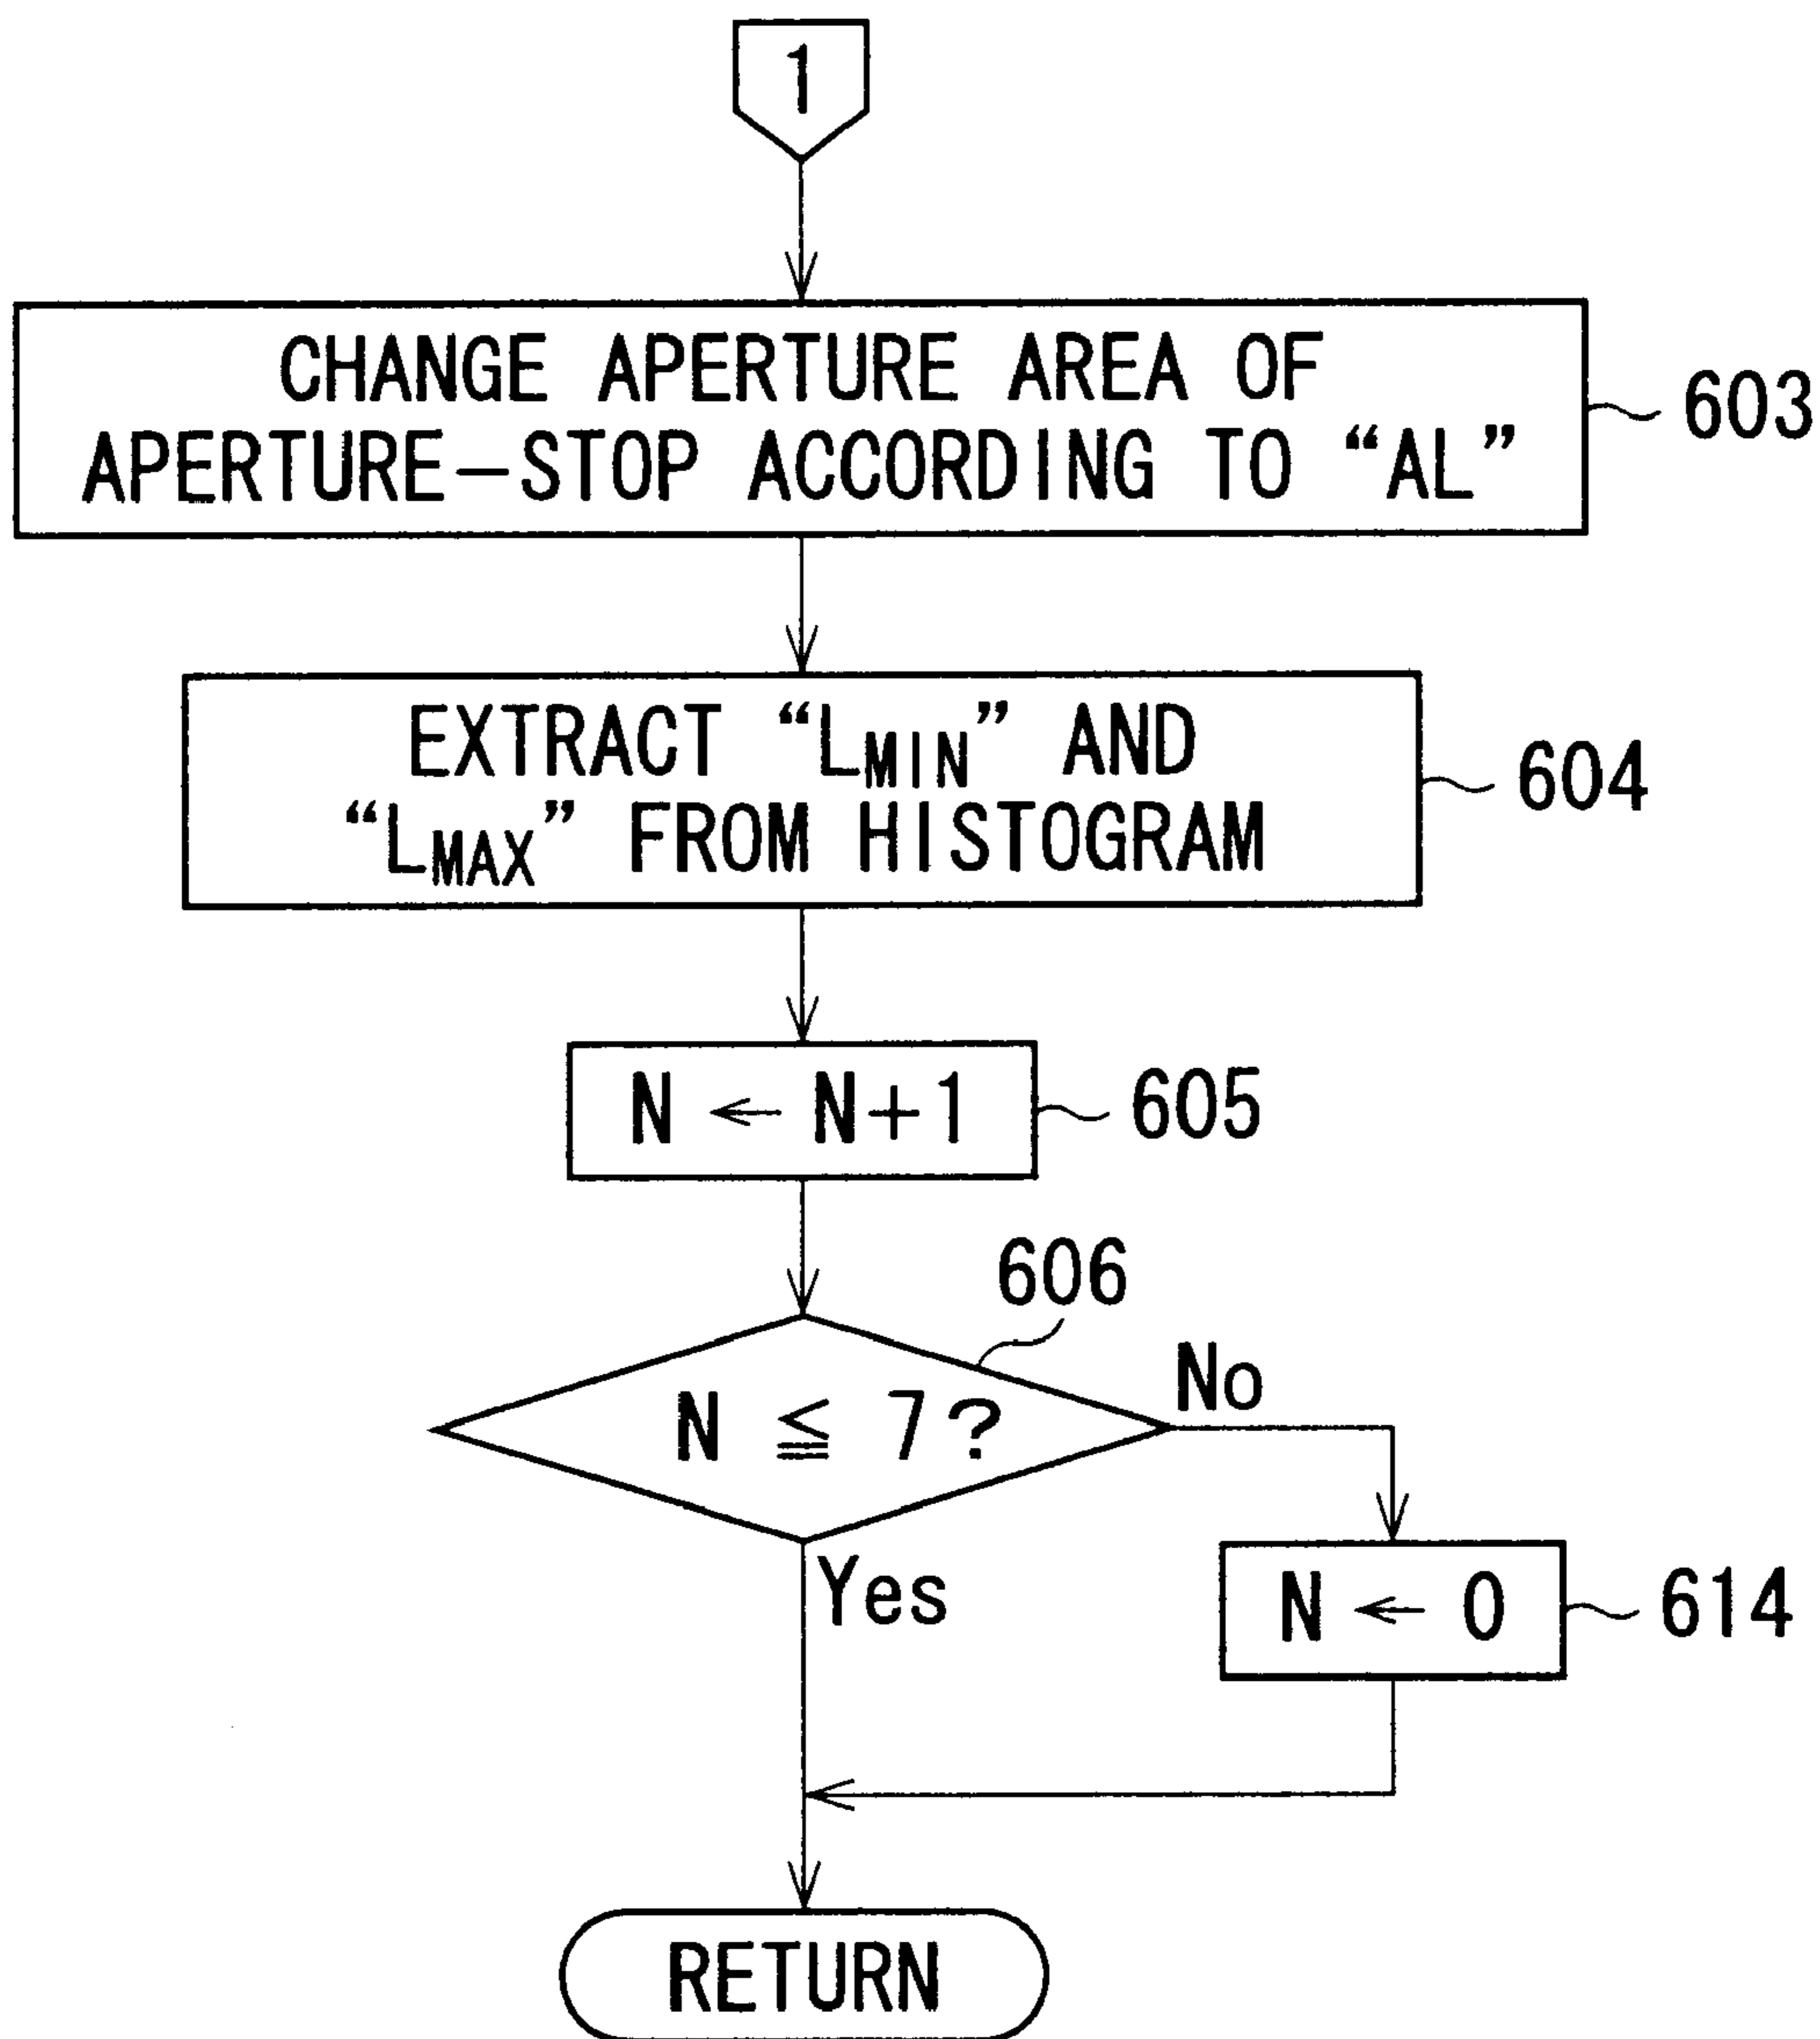 1
CHANGE APERTURE AREA OF
APERTURE-STOP ACCORDING TO “AL”
603
EXTRACT “LMIN” AND
“LMAX” FROM HISTOGRAM
604
N ← N+1
605
606
N ≦ 7?
No
Yes
N ← 0
614
RETURN